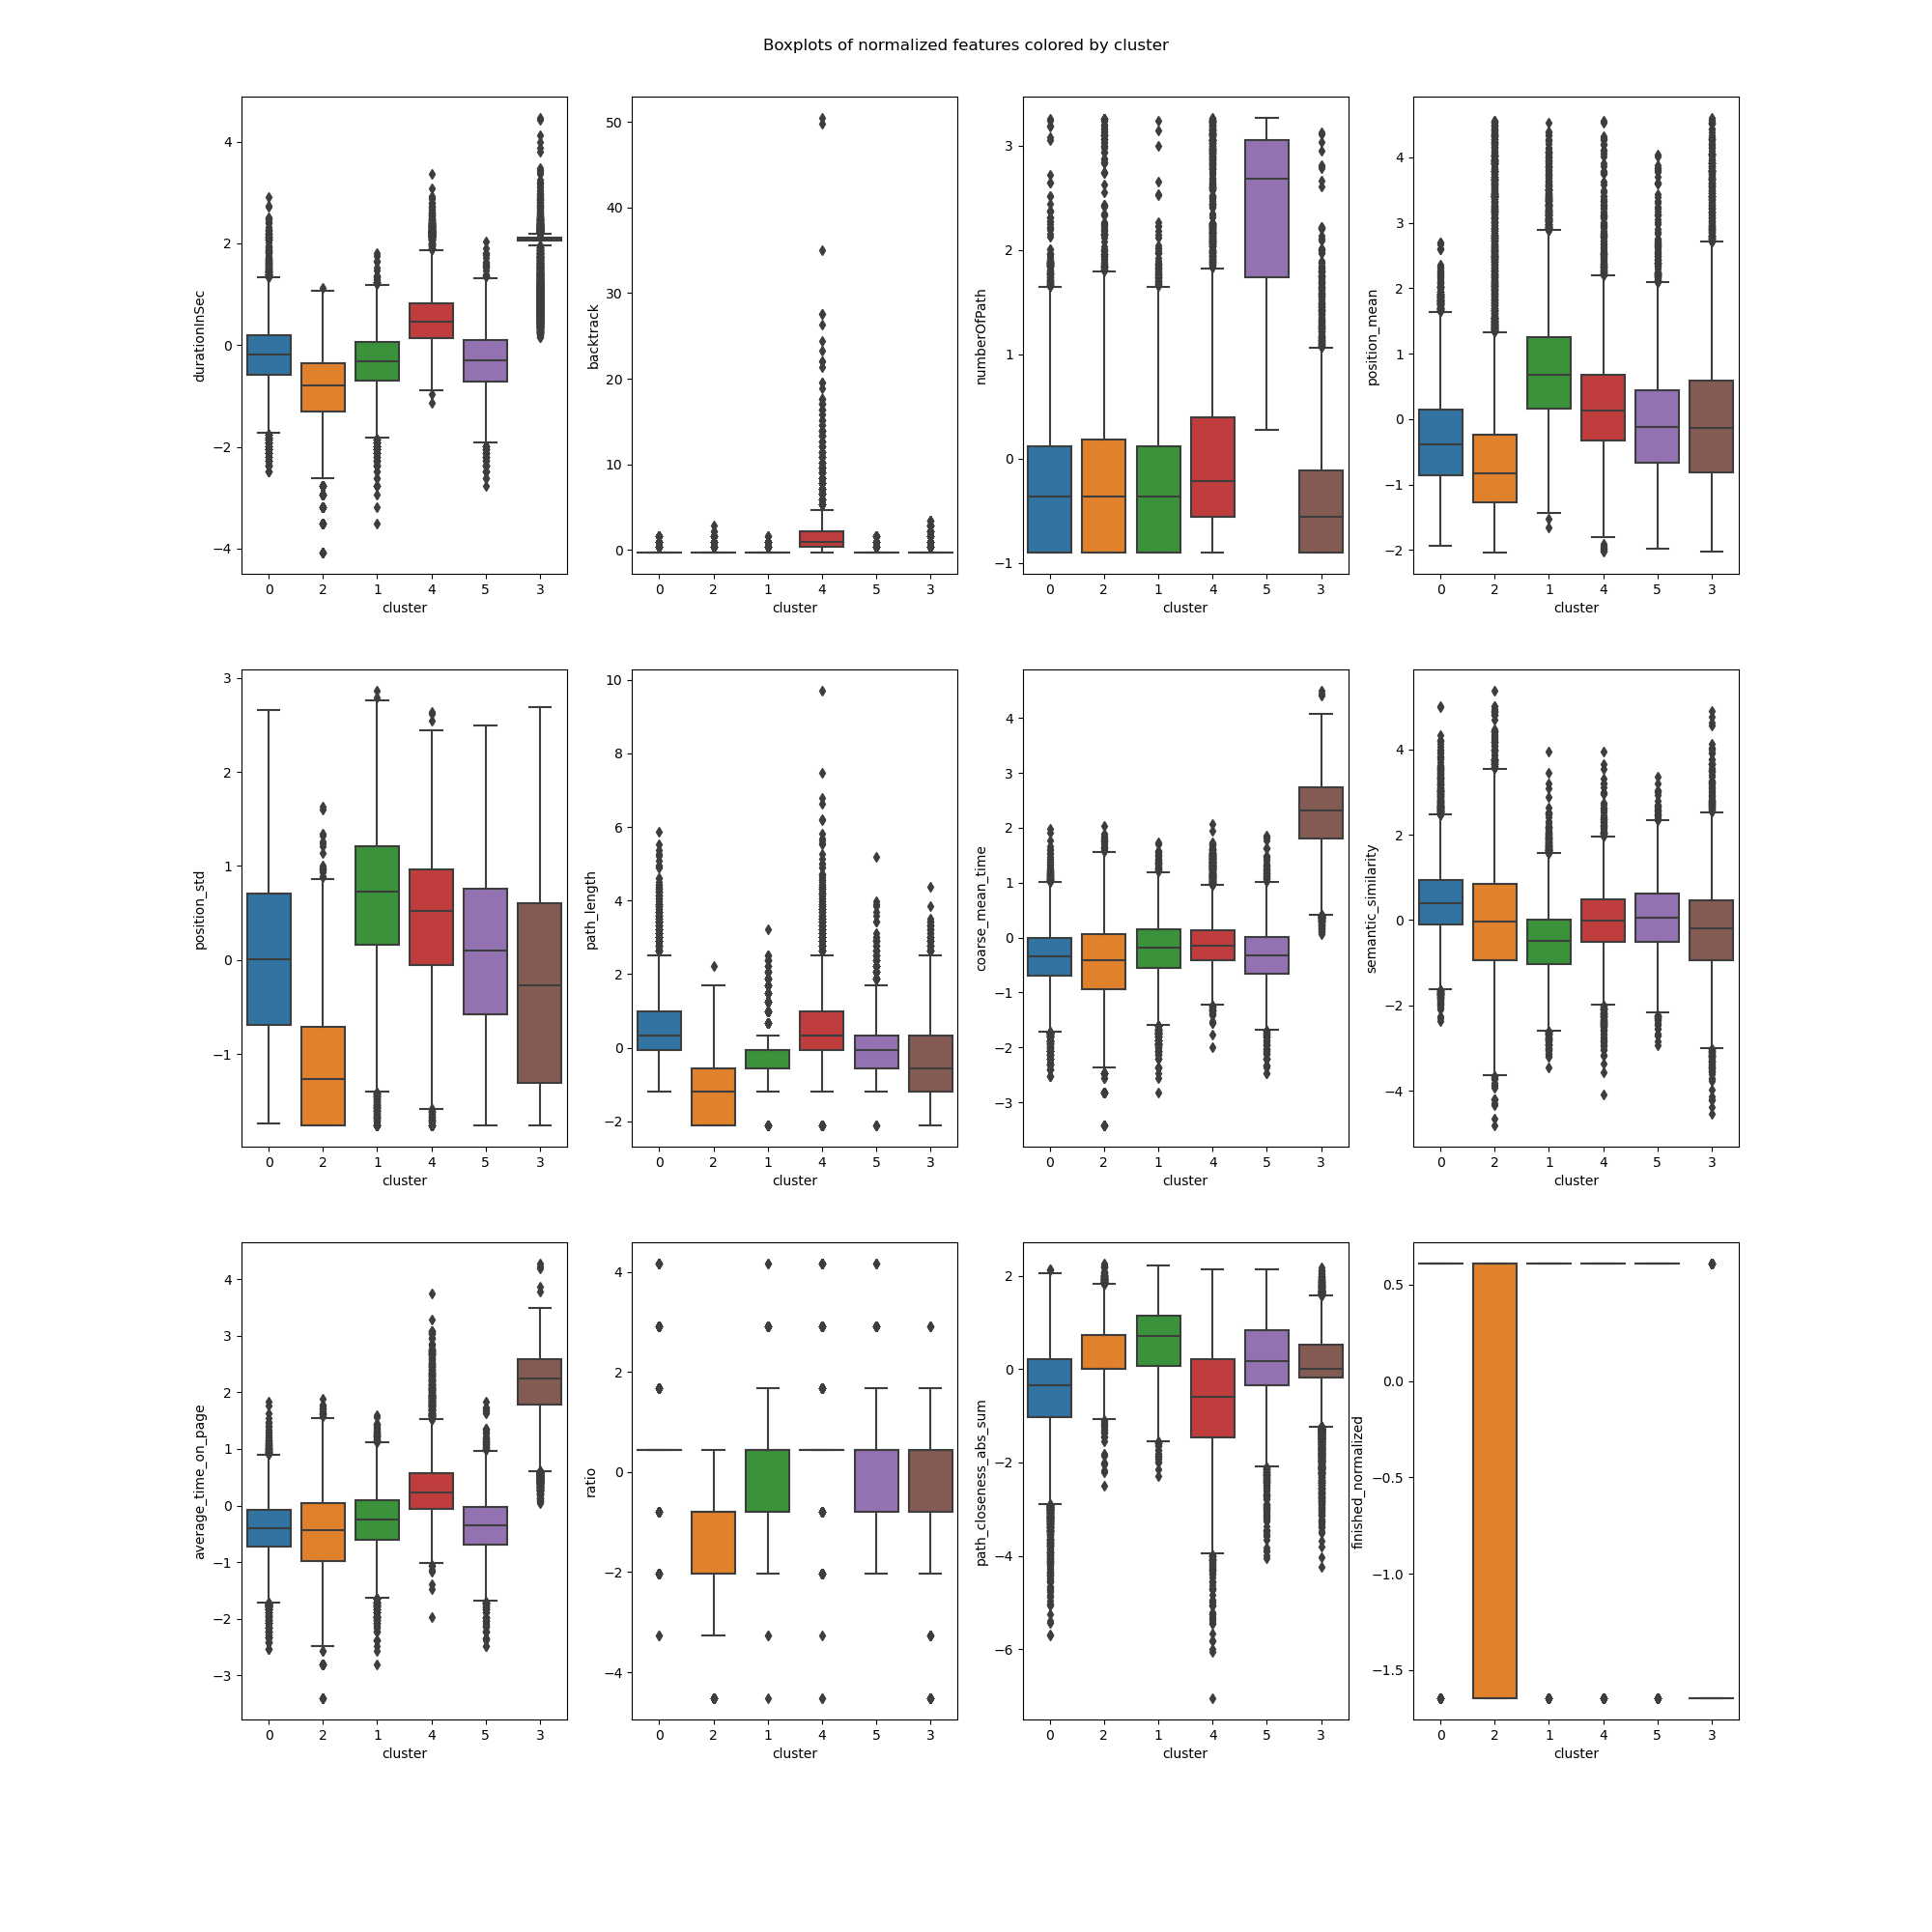 Boxplots of normalized features colored by cluster
durationInSec
4
2
0
−2
−4
0 2 1 4 5 3
cluster
backtrack
50
40
30
20
10
0
0 2 1 4 5 3
cluster
numberOfPath
3
2
1
0
−1
0 2 1 4 5 3
cluster
position_mean
4
3
2
1
0
−1
−2
0 2 1 4 5 3
cluster
position_std
3
2
1
0
−1
0 2 1 4 5 3
cluster
path_length
10
8
6
4
2
0
−2
0 2 1 4 5 3
cluster
coarse_mean_time
4
3
2
1
0
−1
−2
−3
0 2 1 4 5 3
cluster
semantic_similarity
4
2
0
−2
−4
0 2 1 4 5 3
cluster
average_time_on_page
4
3
2
1
0
−1
−2
−3
0 2 1 4 5 3
cluster
ratio
4
2
0
−2
−4
0 2 1 4 5 3
cluster
path_closeness_abs_sum
2
0
−2
−4
−6
0 2 1 4 5 3
cluster
finished_normalized
0.5
0.0
−0.5
−1.0
−1.5
0 2 1 4 5 3
cluster